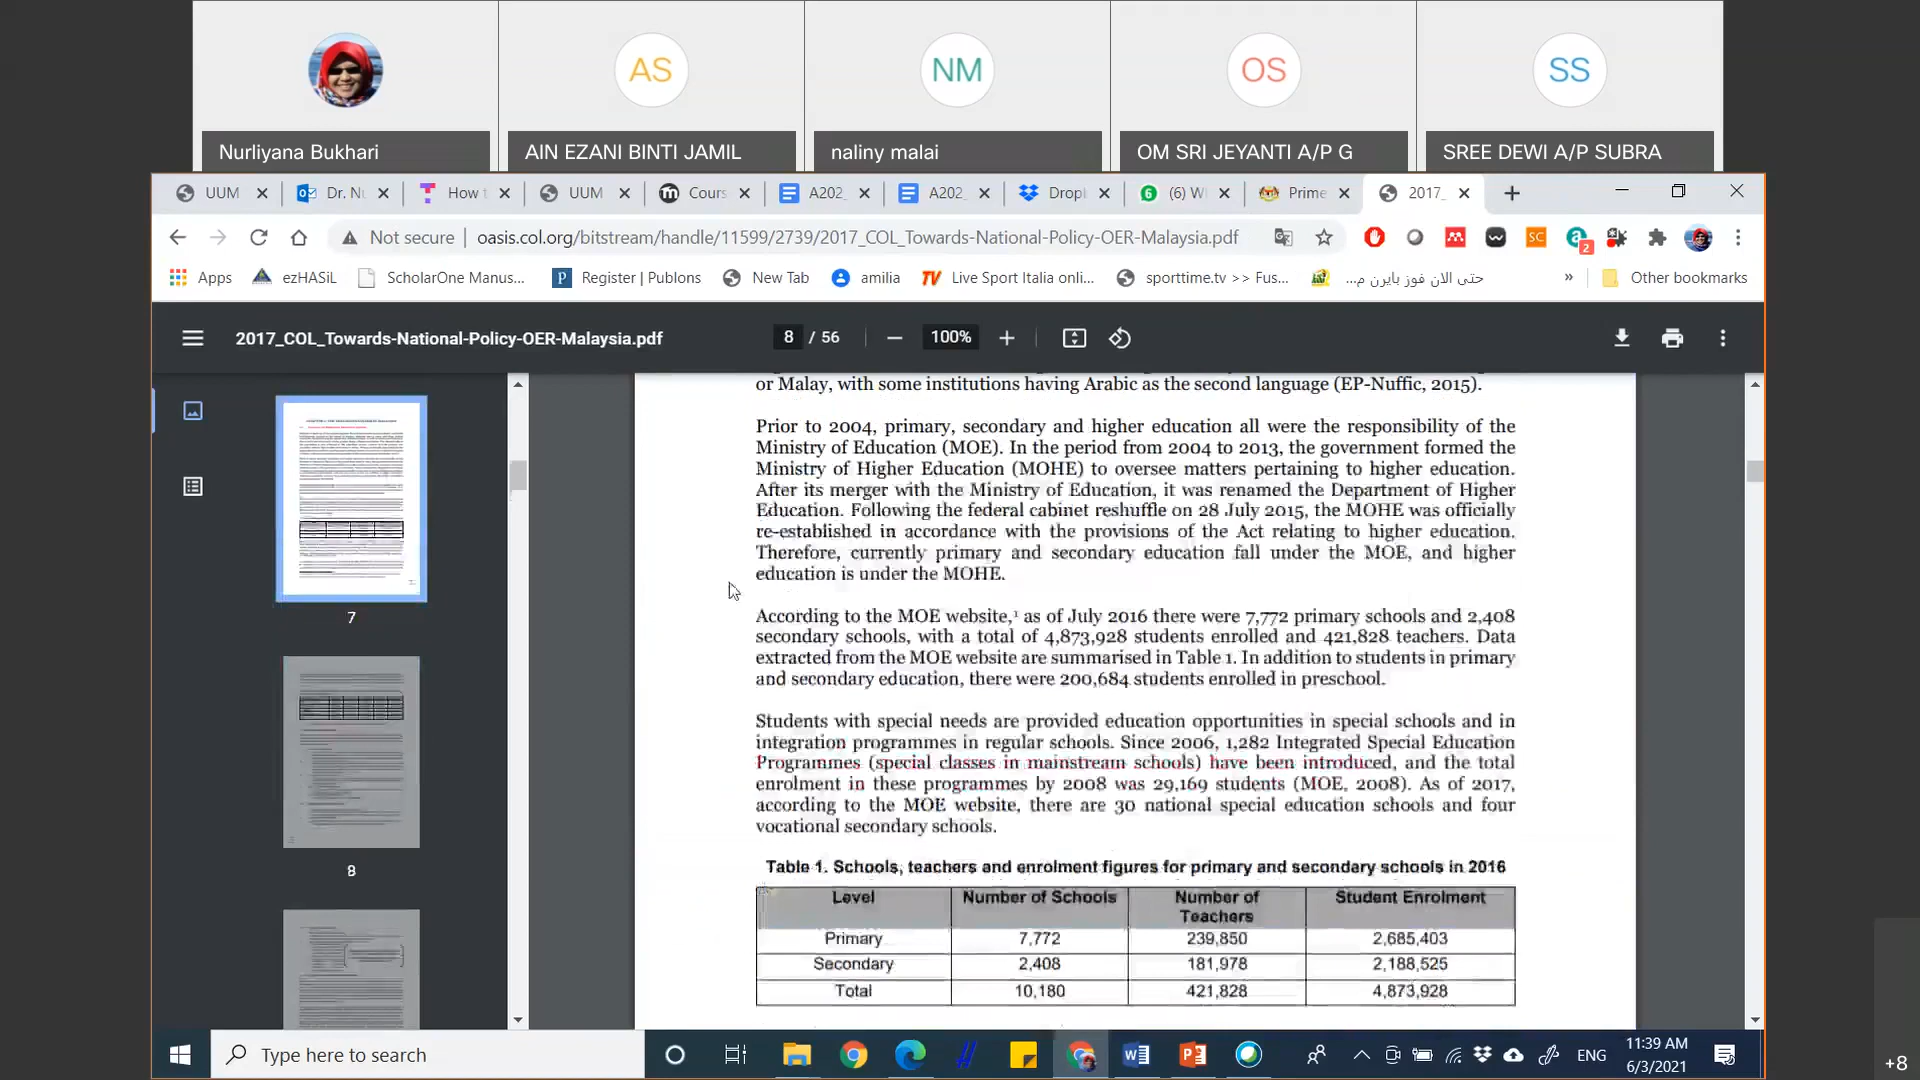 AS
NM
OS
SS
Nurliyana Bukhari
AIN EZANI BINTI JAMIL
naliny malai
OM SRI JEYANTI A/P G
SREE DEWI A/P SUBRA
UUM
Dr. Nu
How t
UUM
Cours
A202_
A202_
Dropl
(6) W
Prime
2017_
Not secure
oasis.col.org/bitstream/handle/11599/2739/2017_COL_Towards-National-Policy-OER-Malaysia.pdf
SC
2
Apps
ezHASiL
ScholarOne Manus...
Register | Publons
New Tab
amilia
Live Sport Italia onli...
sporttime.tv >> Fus...
حتى الان فوز بايرن م...
»
Other bookmarks
2017_COL_Towards-National-Policy-OER-Malaysia.pdf
8 / 56
100%
7
8
or Malay, with some institutions having Arabic as the second language (EP-Nuffic, 2015).
Prior to 2004, primary, secondary and higher education all were the responsibility of the
Ministry of Education (MOE). In the period from 2004 to 2013, the government formed the
Ministry of Higher Education (MOHE) to oversee matters pertaining to higher education.
After its merger with the Ministry of Education, it was renamed the Department of Higher
Education. Following the federal cabinet reshuffle on 28 July 2015, the MOHE was officially
re-established in accordance with the provisions of the Act relating to higher education.
Therefore, currently primary and secondary education fall under the MOE, and higher
education is under the MOHE.
According to the MOE website,¹ as of July 2016 there were 7,772 primary schools and 2,408
secondary schools, with a total of 4,873,928 students enrolled and 421,828 teachers. Data
extracted from the MOE website are summarised in Table 1. In addition to students in primary
and secondary education, there were 200,684 students enrolled in preschool.
Students with special needs are provided education opportunities in special schools and in
integration programmes in regular schools. Since 2006, 1,282 Integrated Special Education
Programmes (special classes in mainstream schools) have been introduced, and the total
enrolment in these programmes by 2008 was 29,169 students (MOE, 2008). As of 2017,
according to the MOE website, there are 30 national special education schools and four
vocational secondary schools.
Table 1. Schools, teachers and enrolment figures for primary and secondary schools in 2016
Level Number of Schools Number of Teachers Student Enrolment
Primary 7,772 239,850 2,685,403
Secondary 2,408 181,978 2,188,525
Total 10,180 421,828 4,873,928
Type here to search
ENG
11:39 AM
6/3/2021
+8